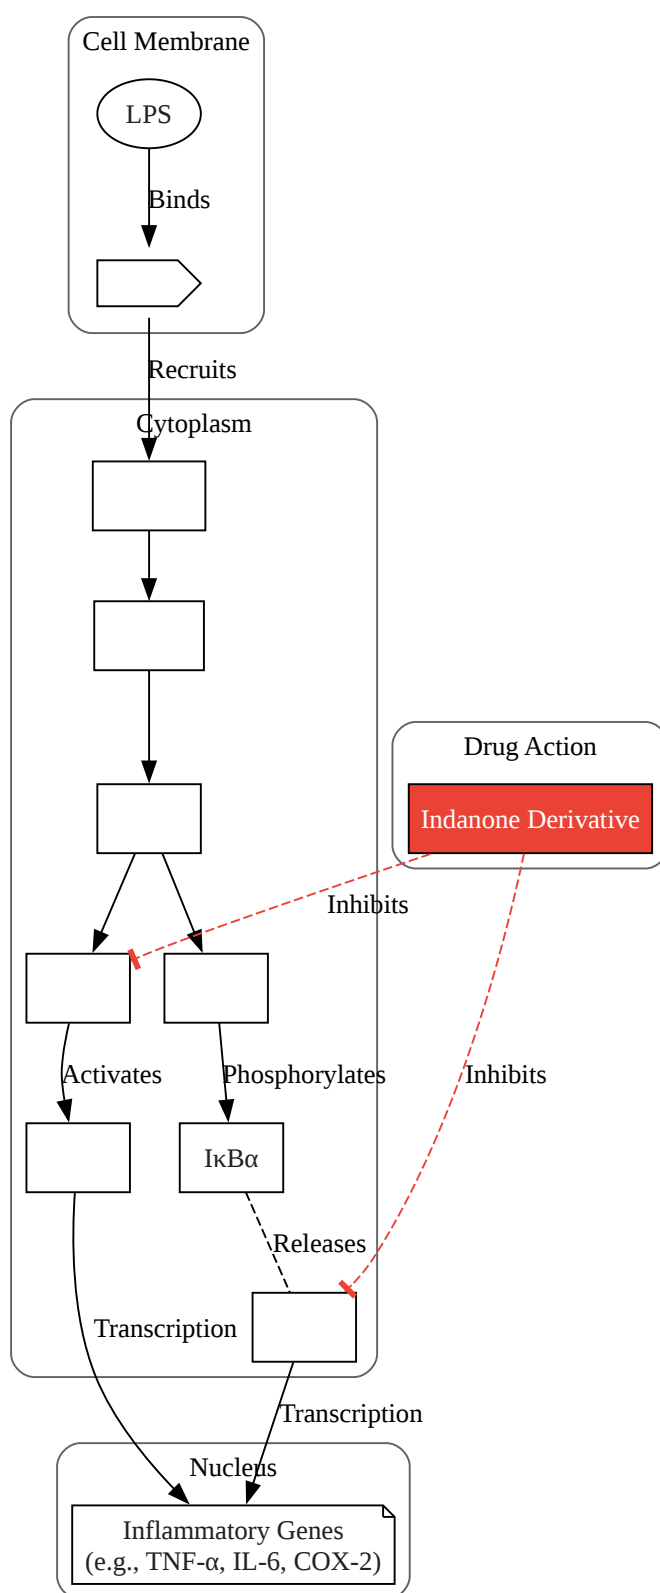 Cell Membrane
LPS
Binds
Recruits
Cytoplasm
Drug Action
Indanone Derivative
Inhibits
Activates
Phosphorylates
Inhibits
IκBα
Releases
Transcription
Transcription
Nucleus
Inflammatory Genes
(e.g., TNF-α, IL-6, COX-2)